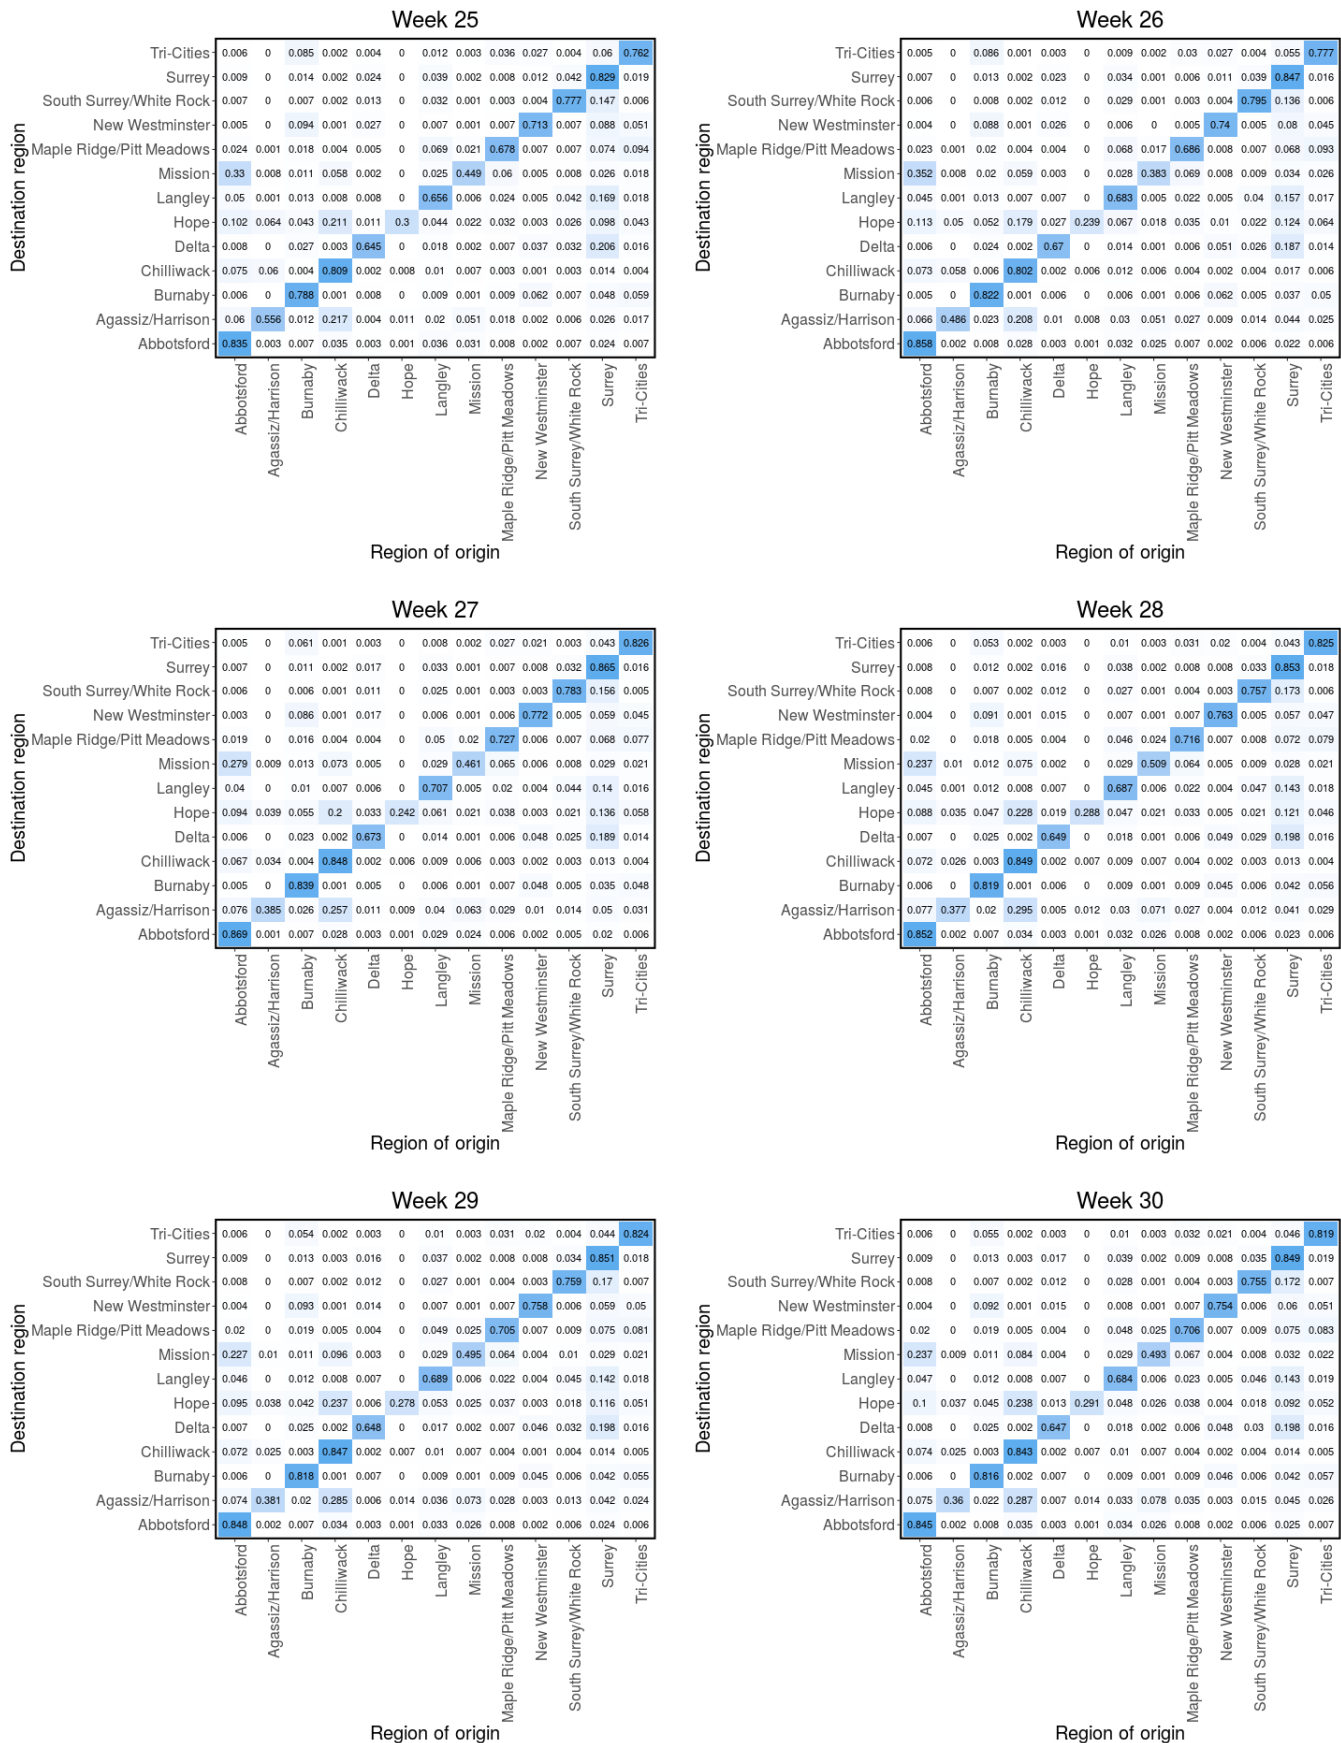 Week 25
Destination region
Tri-Cities 0.006 0 0.085 0.002 0.004 0 0.012 0.003 0.036 0.027 0.004 0.06 0.762
Surrey 0.009 0 0.014 0.002 0.024 0 0.039 0.002 0.008 0.012 0.042 0.829 0.019
South Surrey/White Rock 0.007 0 0.007 0.002 0.013 0 0.032 0.001 0.003 0.004 0.777 0.147 0.006
New Westminster 0.005 0 0.094 0.001 0.027 0 0.007 0.001 0.007 0.713 0.007 0.088 0.051
Maple Ridge/Pitt Meadows 0.024 0.001 0.018 0.004 0.005 0 0.069 0.021 0.678 0.007 0.007 0.074 0.094
Mission 0.33 0.008 0.011 0.058 0.002 0 0.025 0.449 0.06 0.005 0.008 0.026 0.018
Langley 0.05 0.001 0.013 0.008 0.008 0 0.656 0.006 0.024 0.005 0.042 0.169 0.018
Hope 0.102 0.064 0.043 0.211 0.011 0.3 0.044 0.022 0.032 0.003 0.026 0.098 0.043
Delta 0.008 0 0.027 0.003 0.645 0 0.018 0.002 0.007 0.037 0.032 0.206 0.016
Chilliwack 0.075 0.06 0.004 0.809 0.002 0.008 0.01 0.007 0.003 0.001 0.003 0.014 0.004
Burnaby 0.006 0 0.788 0.001 0.008 0 0.009 0.001 0.009 0.062 0.007 0.048 0.059
Agassiz/Harrison 0.06 0.556 0.012 0.217 0.004 0.011 0.02 0.051 0.018 0.002 0.006 0.026 0.017
Abbotsford 0.835 0.003 0.007 0.035 0.003 0.001 0.036 0.031 0.008 0.002 0.007 0.024 0.007
Abbotsford Agassiz/Harrison Burnaby Chilliwack Delta Hope Langley Mission Maple Ridge/Pitt Meadows New Westminster South Surrey/White Rock Surrey Tri-Cities
Region of origin
Week 26
Destination region
Tri-Cities 0.005 0 0.086 0.001 0.003 0 0.009 0.002 0.03 0.027 0.004 0.055 0.777
Surrey 0.007 0 0.013 0.002 0.023 0 0.034 0.001 0.006 0.011 0.039 0.847 0.016
South Surrey/White Rock 0.006 0 0.008 0.002 0.012 0 0.029 0.001 0.003 0.004 0.795 0.136 0.006
New Westminster 0.004 0 0.088 0.001 0.026 0 0.006 0 0.005 0.74 0.005 0.08 0.045
Maple Ridge/Pitt Meadows 0.023 0.001 0.02 0.004 0.004 0 0.068 0.017 0.686 0.008 0.007 0.068 0.093
Mission 0.352 0.008 0.02 0.059 0.003 0 0.028 0.383 0.069 0.008 0.009 0.034 0.026
Langley 0.045 0.001 0.013 0.007 0.008 0 0.683 0.005 0.022 0.005 0.04 0.157 0.017
Hope 0.113 0.05 0.052 0.179 0.027 0.239 0.067 0.018 0.035 0.01 0.022 0.124 0.064
Delta 0.006 0 0.024 0.002 0.67 0 0.014 0.001 0.006 0.051 0.026 0.187 0.014
Chilliwack 0.073 0.058 0.006 0.802 0.002 0.006 0.012 0.006 0.004 0.002 0.004 0.017 0.006
Burnaby 0.005 0 0.822 0.001 0.006 0 0.006 0.001 0.006 0.062 0.005 0.037 0.05
Agassiz/Harrison 0.066 0.486 0.023 0.208 0.01 0.008 0.03 0.051 0.027 0.009 0.014 0.044 0.025
Abbotsford 0.858 0.002 0.008 0.028 0.003 0.001 0.032 0.025 0.007 0.002 0.006 0.022 0.006
Abbotsford Agassiz/Harrison Burnaby Chilliwack Delta Hope Langley Mission Maple Ridge/Pitt Meadows New Westminster South Surrey/White Rock Surrey Tri-Cities
Region of origin
Week 27
Destination region
Tri-Cities 0.005 0 0.061 0.001 0.003 0 0.008 0.002 0.027 0.021 0.003 0.043 0.826
Surrey 0.007 0 0.011 0.002 0.017 0 0.033 0.001 0.007 0.008 0.032 0.865 0.016
South Surrey/White Rock 0.006 0 0.006 0.001 0.011 0 0.025 0.001 0.003 0.003 0.783 0.156 0.005
New Westminster 0.003 0 0.086 0.001 0.017 0 0.006 0.001 0.006 0.772 0.005 0.059 0.045
Maple Ridge/Pitt Meadows 0.019 0 0.016 0.004 0.004 0 0.05 0.02 0.727 0.006 0.007 0.068 0.077
Mission 0.279 0.009 0.013 0.073 0.005 0 0.029 0.461 0.065 0.006 0.008 0.029 0.021
Langley 0.04 0 0.01 0.007 0.006 0 0.707 0.005 0.02 0.004 0.044 0.14 0.016
Hope 0.094 0.039 0.055 0.2 0.033 0.242 0.061 0.021 0.038 0.003 0.023 0.136 0.058
Delta 0.006 0 0.023 0.002 0.673 0 0.014 0.001 0.006 0.048 0.025 0.189 0.014
Chilliwack 0.067 0.034 0.004 0.848 0.002 0.006 0.009 0.006 0.003 0.002 0.003 0.013 0.004
Burnaby 0.005 0 0.839 0.001 0.005 0 0.006 0.001 0.007 0.048 0.005 0.035 0.048
Agassiz/Harrison 0.076 0.385 0.026 0.257 0.011 0.009 0.04 0.063 0.029 0.01 0.014 0.05 0.031
Abbotsford 0.869 0.001 0.007 0.028 0.003 0.001 0.029 0.024 0.006 0.002 0.005 0.02 0.006
Abbotsford Agassiz/Harrison Burnaby Chilliwack Delta Hope Langley Mission Maple Ridge/Pitt Meadows New Westminster South Surrey/White Rock Surrey Tri-Cities
Region of origin
Week 28
Destination region
Tri-Cities 0.006 0 0.053 0.002 0.003 0 0.01 0.003 0.031 0.02 0.004 0.043 0.825
Surrey 0.008 0 0.012 0.002 0.016 0 0.038 0.002 0.008 0.008 0.033 0.853 0.018
South Surrey/White Rock 0.008 0 0.007 0.002 0.012 0 0.027 0.001 0.004 0.003 0.757 0.173 0.006
New Westminster 0.004 0 0.091 0.001 0.015 0 0.007 0.001 0.007 0.763 0.005 0.057 0.047
Maple Ridge/Pitt Meadows 0.02 0 0.018 0.005 0.004 0 0.046 0.024 0.716 0.007 0.008 0.072 0.079
Mission 0.237 0.01 0.012 0.075 0.002 0 0.029 0.509 0.064 0.005 0.009 0.028 0.021
Langley 0.045 0.001 0.012 0.008 0.007 0 0.687 0.006 0.022 0.004 0.047 0.143 0.018
Hope 0.088 0.035 0.047 0.228 0.019 0.288 0.047 0.021 0.033 0.005 0.021 0.121 0.046
Delta 0.007 0 0.025 0.002 0.649 0 0.018 0.001 0.006 0.049 0.029 0.198 0.016
Chilliwack 0.072 0.026 0.003 0.849 0.002 0.007 0.009 0.007 0.004 0.002 0.003 0.013 0.004
Burnaby 0.006 0 0.819 0.001 0.006 0 0.009 0.001 0.009 0.045 0.006 0.042 0.056
Agassiz/Harrison 0.077 0.377 0.02 0.295 0.005 0.012 0.03 0.071 0.027 0.004 0.012 0.041 0.029
Abbotsford 0.852 0.002 0.007 0.034 0.003 0.001 0.032 0.026 0.008 0.002 0.006 0.023 0.006
Abbotsford Agassiz/Harrison Burnaby Chilliwack Delta Hope Langley Mission Maple Ridge/Pitt Meadows New Westminster South Surrey/White Rock Surrey Tri-Cities
Region of origin
Week 29
Destination region
Tri-Cities 0.006 0 0.054 0.002 0.003 0 0.01 0.003 0.031 0.02 0.004 0.044 0.824
Surrey 0.009 0 0.013 0.003 0.016 0 0.037 0.002 0.008 0.008 0.034 0.851 0.018
South Surrey/White Rock 0.008 0 0.007 0.002 0.012 0 0.027 0.001 0.004 0.003 0.759 0.17 0.007
New Westminster 0.004 0 0.093 0.001 0.014 0 0.007 0.001 0.007 0.758 0.006 0.059 0.05
Maple Ridge/Pitt Meadows 0.02 0 0.019 0.005 0.004 0 0.049 0.025 0.705 0.007 0.009 0.075 0.081
Mission 0.227 0.01 0.011 0.096 0.003 0 0.029 0.495 0.064 0.004 0.01 0.029 0.021
Langley 0.046 0 0.012 0.008 0.007 0 0.689 0.006 0.022 0.004 0.045 0.142 0.018
Hope 0.095 0.038 0.042 0.237 0.006 0.278 0.053 0.025 0.037 0.003 0.018 0.116 0.051
Delta 0.008 0 0.025 0.002 0.648 0 0.017 0.002 0.007 0.046 0.032 0.198 0.016
Chilliwack 0.072 0.025 0.003 0.847 0.002 0.007 0.01 0.007 0.004 0.001 0.004 0.014 0.005
Burnaby 0.006 0 0.818 0.001 0.007 0 0.009 0.001 0.009 0.045 0.006 0.042 0.055
Agassiz/Harrison 0.074 0.381 0.02 0.285 0.006 0.014 0.036 0.073 0.028 0.003 0.013 0.042 0.024
Abbotsford 0.848 0.002 0.007 0.034 0.003 0.001 0.033 0.026 0.008 0.002 0.006 0.024 0.006
Abbotsford Agassiz/Harrison Burnaby Chilliwack Delta Hope Langley Mission Maple Ridge/Pitt Meadows New Westminster South Surrey/White Rock Surrey Tri-Cities
Region of origin
Week 30
Destination region
Tri-Cities 0.006 0 0.055 0.002 0.003 0 0.01 0.003 0.032 0.021 0.004 0.046 0.819
Surrey 0.009 0 0.013 0.003 0.017 0 0.039 0.002 0.009 0.008 0.035 0.849 0.019
South Surrey/White Rock 0.008 0 0.007 0.002 0.012 0 0.028 0.001 0.004 0.003 0.755 0.172 0.007
New Westminster 0.004 0 0.092 0.001 0.015 0 0.008 0.001 0.007 0.754 0.006 0.06 0.051
Maple Ridge/Pitt Meadows 0.02 0 0.019 0.005 0.004 0 0.048 0.025 0.706 0.007 0.009 0.075 0.083
Mission 0.237 0.009 0.011 0.084 0.004 0 0.029 0.493 0.067 0.004 0.008 0.032 0.022
Langley 0.047 0 0.012 0.008 0.007 0 0.684 0.006 0.023 0.005 0.046 0.143 0.019
Hope 0.1 0.037 0.045 0.238 0.013 0.291 0.048 0.026 0.038 0.004 0.018 0.092 0.052
Delta 0.008 0 0.025 0.002 0.647 0 0.018 0.002 0.006 0.048 0.03 0.198 0.016
Chilliwack 0.074 0.025 0.003 0.843 0.002 0.007 0.01 0.007 0.004 0.002 0.004 0.014 0.005
Burnaby 0.006 0 0.816 0.002 0.007 0 0.009 0.001 0.009 0.046 0.006 0.042 0.057
Agassiz/Harrison 0.075 0.36 0.022 0.287 0.007 0.014 0.033 0.078 0.035 0.003 0.015 0.045 0.026
Abbotsford 0.845 0.002 0.008 0.035 0.003 0.001 0.034 0.026 0.008 0.002 0.006 0.025 0.007
Abbotsford Agassiz/Harrison Burnaby Chilliwack Delta Hope Langley Mission Maple Ridge/Pitt Meadows New Westminster South Surrey/White Rock Surrey Tri-Cities
Region of origin